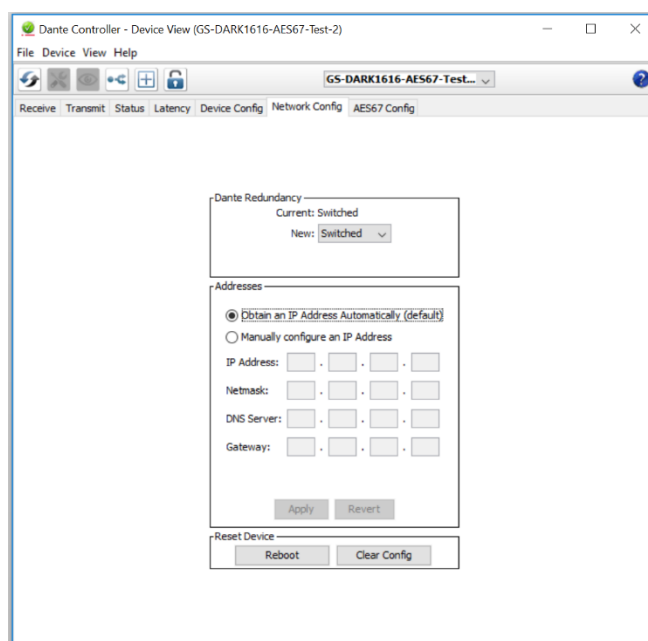 Dante Controller - Device View (GS-DARK1616-AES67-Test-2)
File Device View Help
GS-DARK1616-AES67-Test...
?
Receive Transmit Status Latency Device Config Network Config AES67 Config
Dante Redundancy
Current: Switched
New: Switched
Addresses
Obtain an IP Address Automatically (default)
Manually configure an IP Address
IP Address: . . .
Netmask: . . .
DNS Server: . . .
Gateway: . . .
Apply Revert
Reset Device
Reboot Clear Config